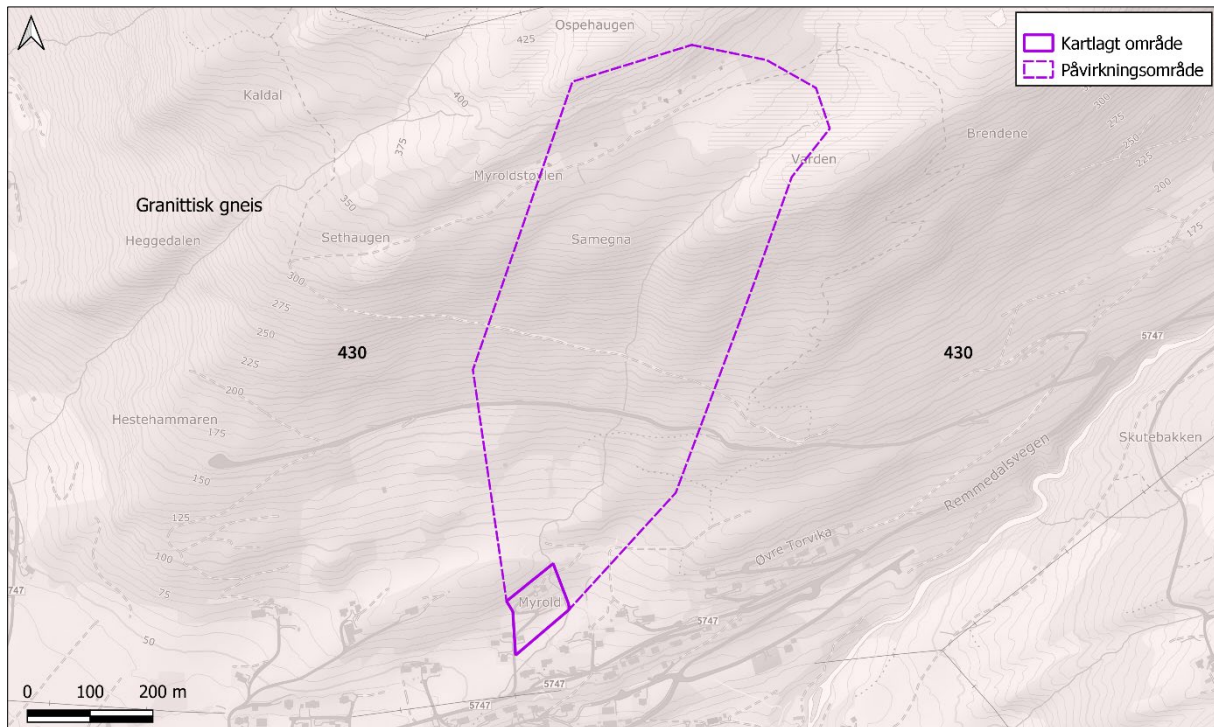 Ospehaugen
425
Kartlagt område
Påvirkningsområde
Kaldal
400
375
300
275
250
225
200
175
Brendene
Varden
Myroldstøylen
Granittisk gneis
350
Heggedalen
Sethaugen
Samegna
300
275
250
430
430
5747
225
200
Hestehammaren
175
Skutebakken
150
Remmedalsvegen
125
Øvre Torvika
100
75
Myrold
5747
50
5747
5747
0 100 200 m